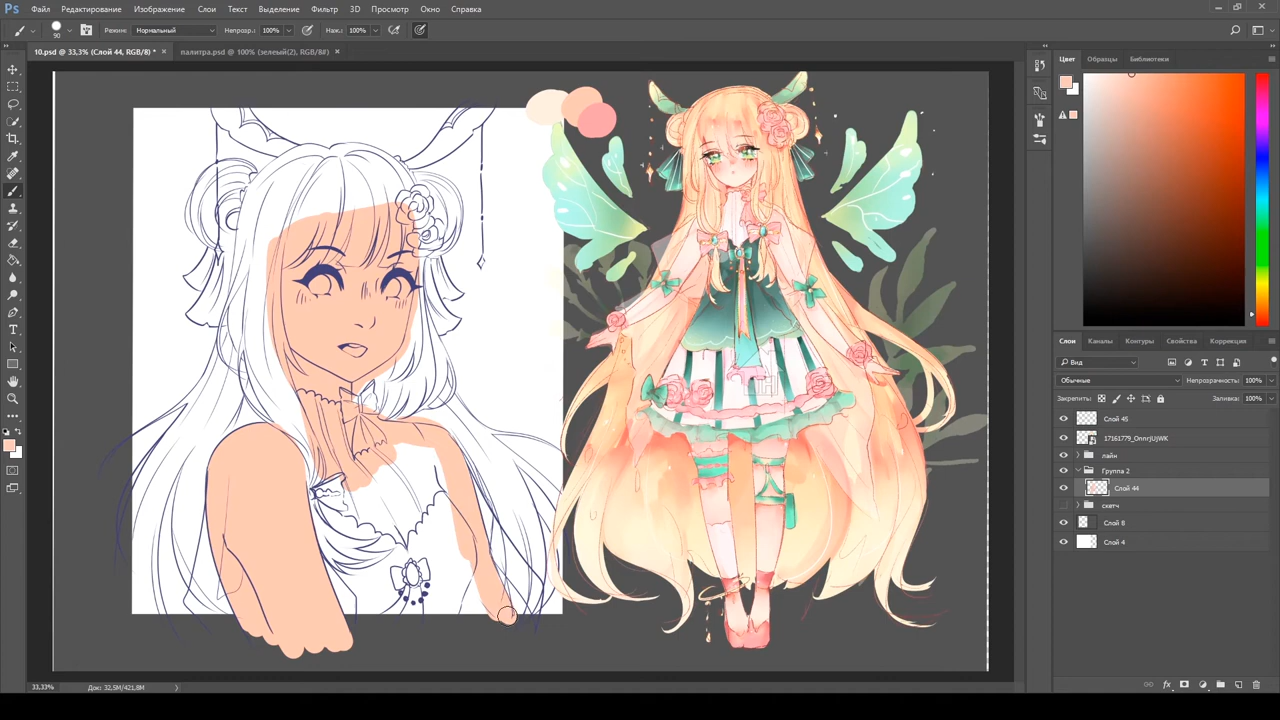 Ps Файл Редактирование Изображение Слои Текст Выделение Фильтр 3D Просмотр Окно Справка
90 Режим: Нормальный Непрозр.: 100% Наж.: 100%
10.psd @ 33,3% (Слой 44, RGB/8) * × палитра.psd @ 100% (зелемый(2), RGB/8#) ×
Цвет Образцы Библиотеки
Слои Каналы Контуры Свойства Коррекция
Вид
Обычные Непрозрачность: 100%
Закрепить: Заливка: 100%
Слой 45
17161779_OnnrjUjWK
лайн
Группа 2
Слой 44
скетч
Слой 8
Слой 4
33,33% Док: 32,5M/421,8M